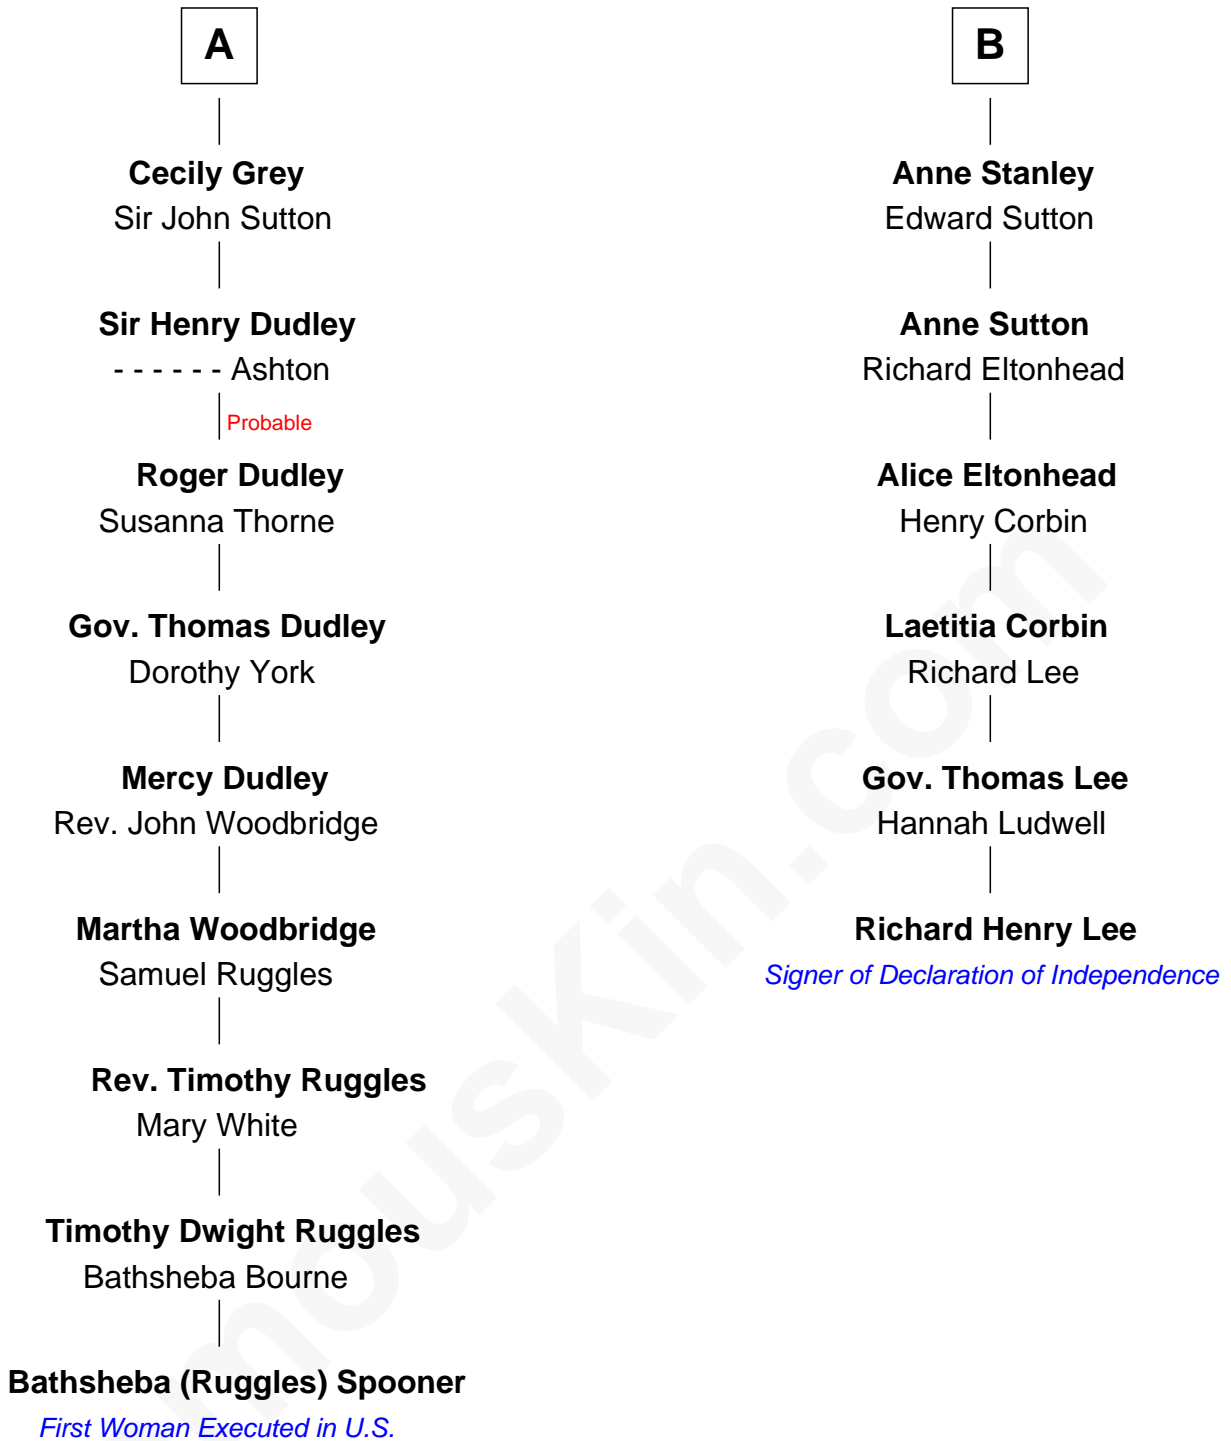 A
Cecily Grey
Sir John Sutton
Sir Henry Dudley
- - - - - - Ashton
Probable
Roger Dudley
Susanna Thorne
Gov. Thomas Dudley
Dorothy York
Mercy Dudley
Rev. John Woodbridge
Martha Woodbridge
Samuel Ruggles
Rev. Timothy Ruggles
Mary White
Timothy Dwight Ruggles
Bathsheba Bourne
Bathsheba (Ruggles) Spooner
First Woman Executed in U.S.
B
Anne Stanley
Edward Sutton
Anne Sutton
Richard Eltonhead
Alice Eltonhead
Henry Corbin
Laetitia Corbin
Richard Lee
Gov. Thomas Lee
Hannah Ludwell
Richard Henry Lee
Signer of Declaration of Independence
mousKin.com